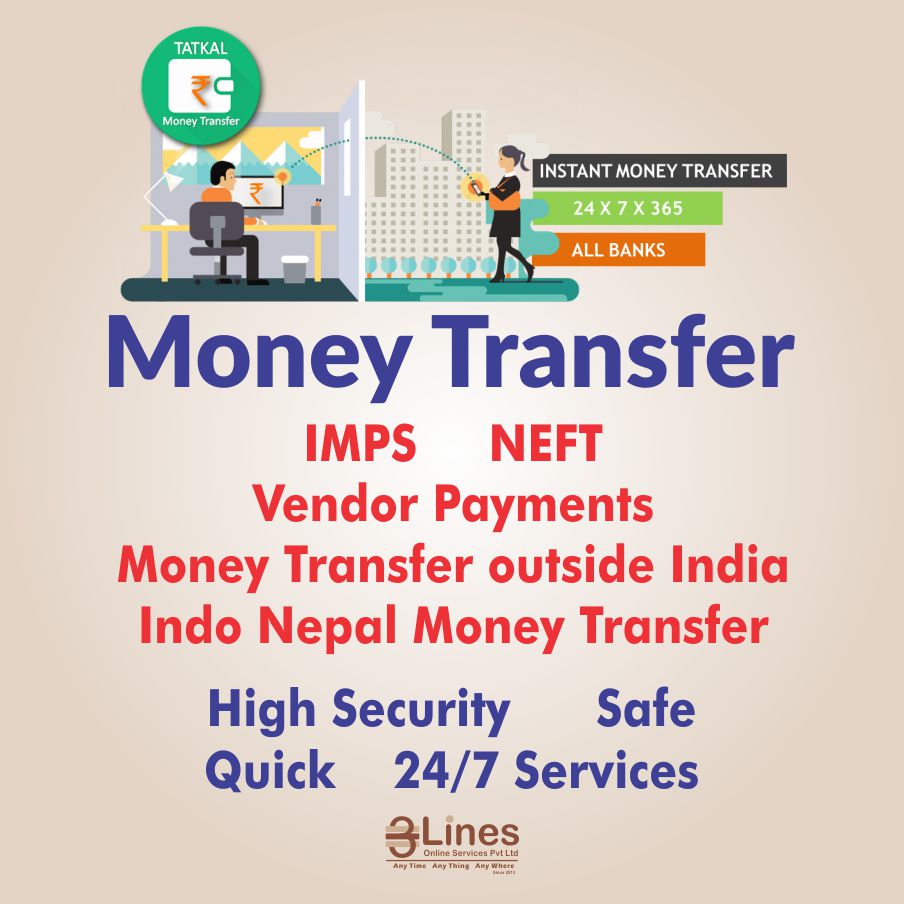 TATKAL
₹
Money Transfer
₹
INSTANT MONEY TRANSFER
24 X 7 X 365
ALL BANKS
Money Transfer
IMPS NEFT
Vendor Payments
Money Transfer outside India
Indo Nepal Money Transfer
High Security Safe
Quick 24/7 Services
3Lines
Online Services Pvt Ltd
Any Time Any Thing Any Where
Since 2012